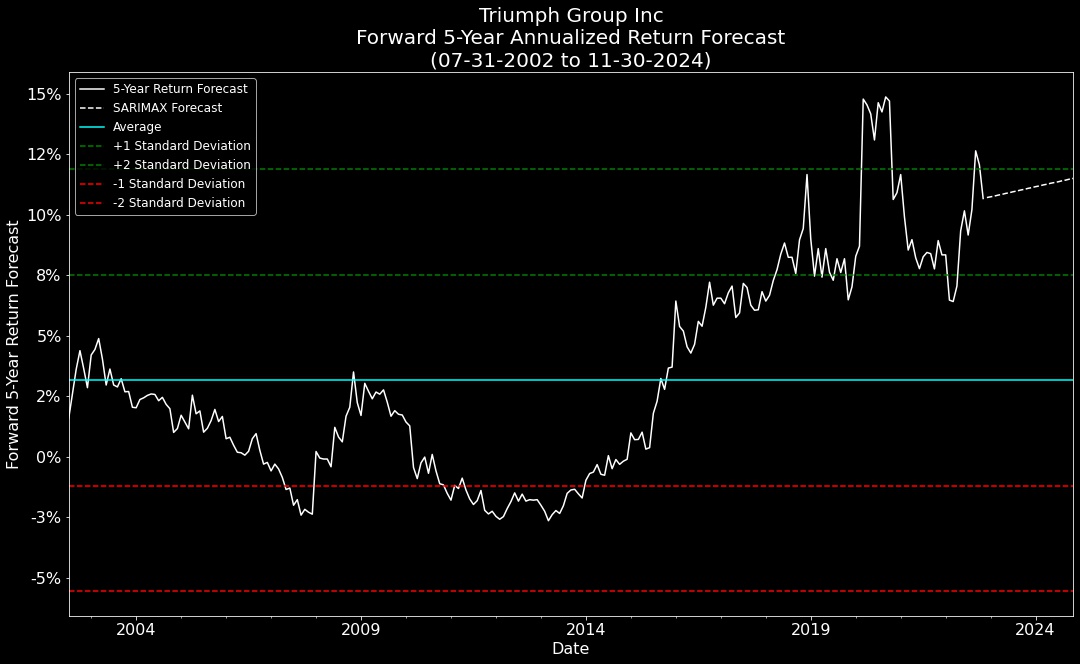 Triumph Group Inc
Forward 5-Year Annualized Return Forecast
(07-31-2002 to 11-30-2024)
5-Year Return Forecast
SARIMAX Forecast
Average
+1 Standard Deviation
+2 Standard Deviation
-1 Standard Deviation
-2 Standard Deviation
15%
12%
10%
8%
5%
2%
0%
-3%
-5%
Forward 5-Year Return Forecast
2004
2009
2014
2019
2024
Date